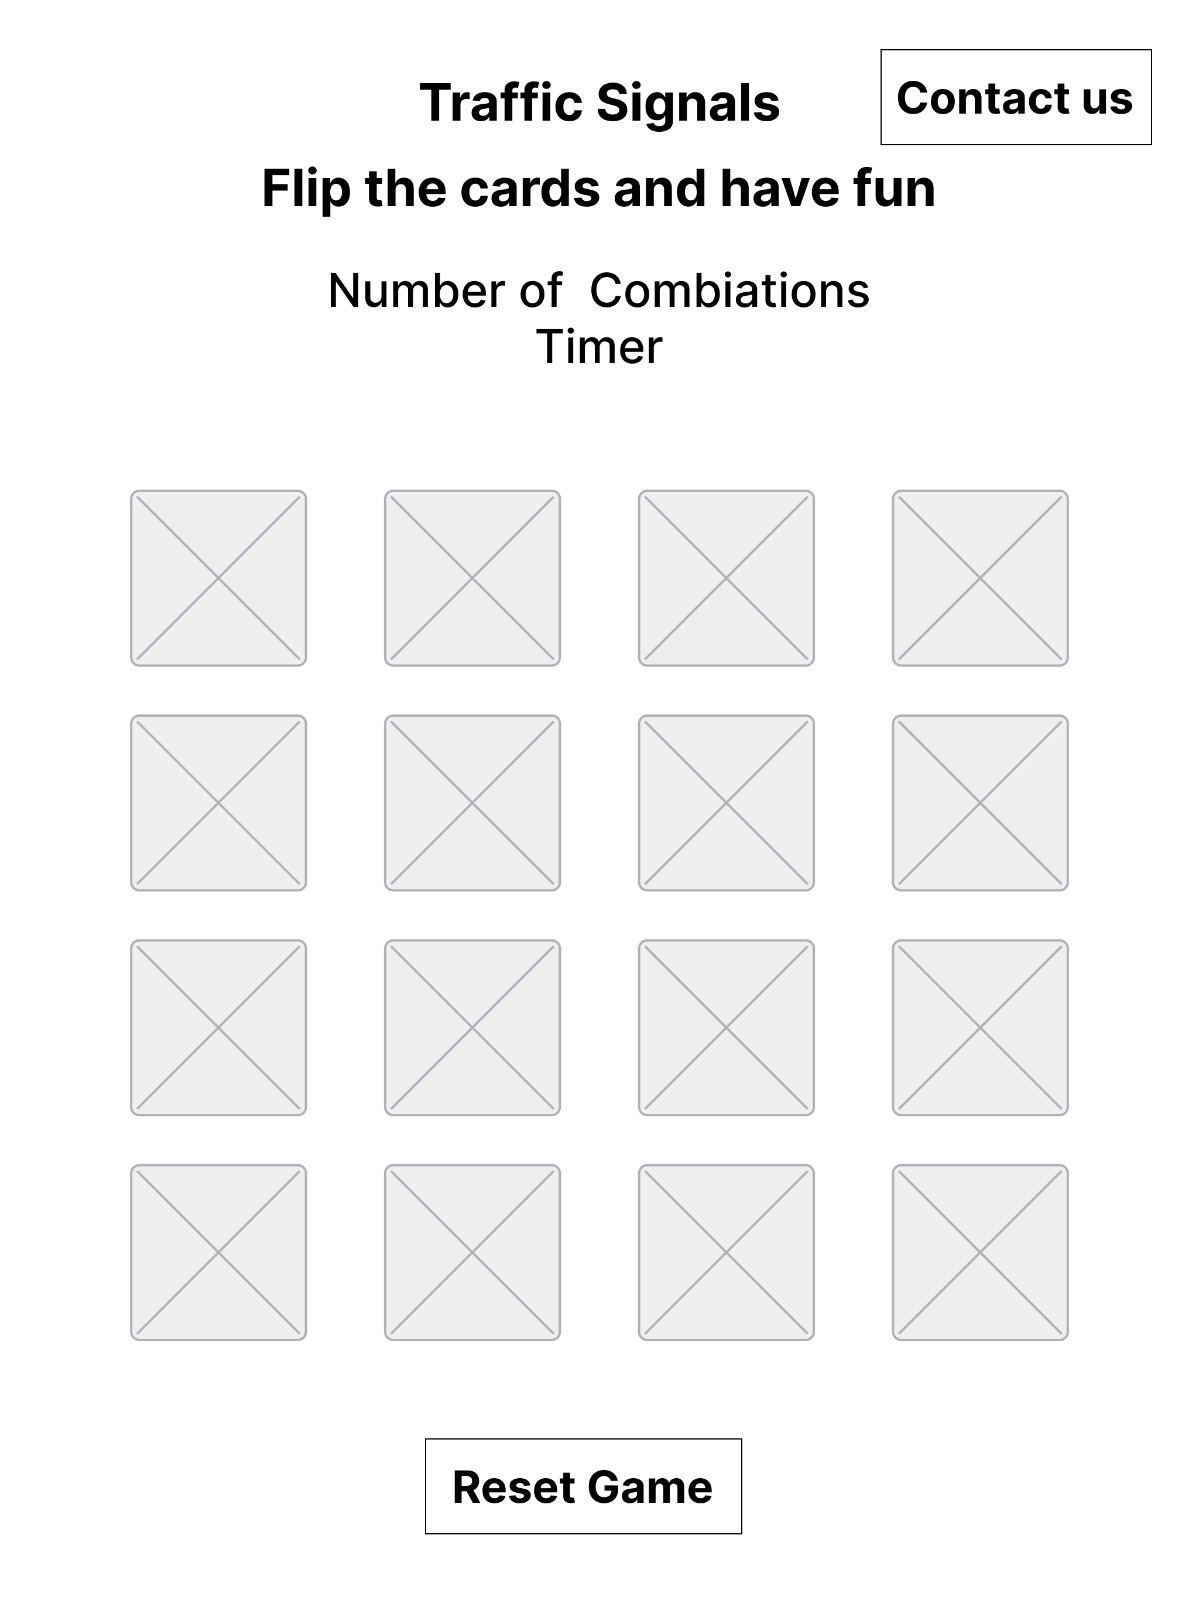 Traffic Signals
Contact us
Flip the cards and have fun
Number of  Combiations
Timer
Reset Game